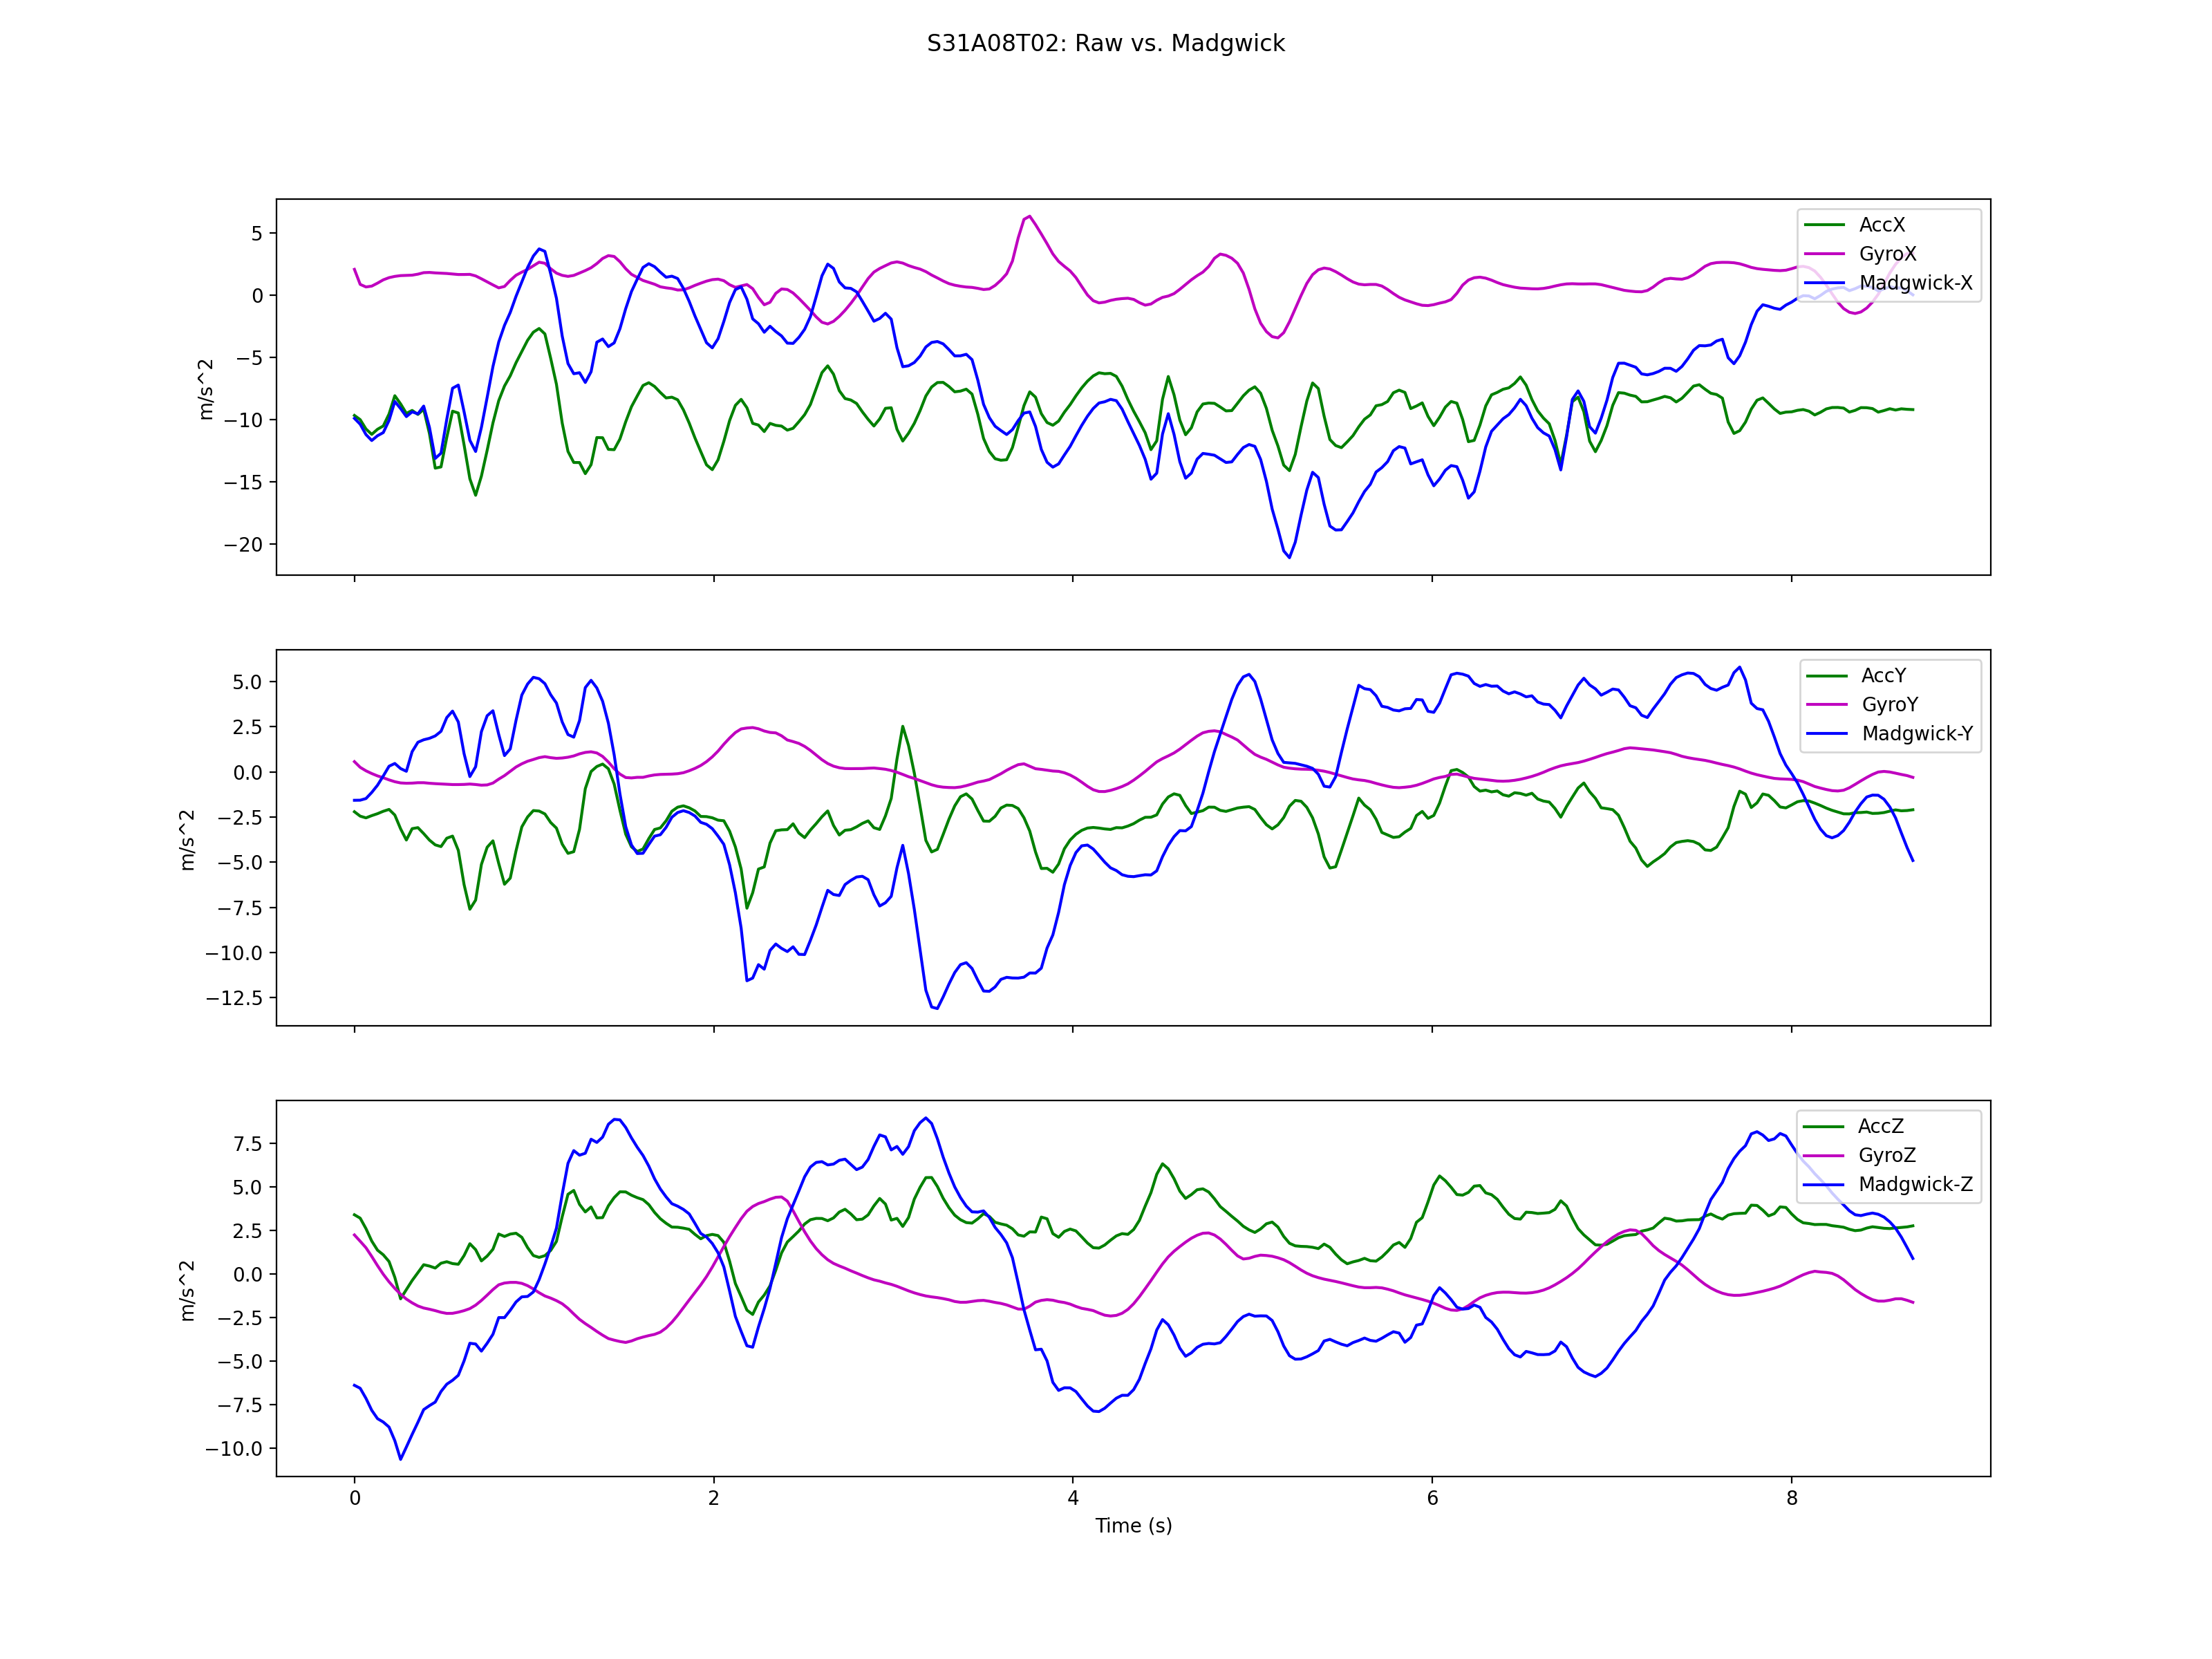 S31A08T02: Raw vs. Madgwick
5
0
−5
−10
−15
−20
m/s^2
AccX
GyroX
Madgwick-X
5.0
2.5
0.0
−2.5
−5.0
−7.5
−10.0
−12.5
m/s^2
AccY
GyroY
Madgwick-Y
7.5
5.0
2.5
0.0
−2.5
−5.0
−7.5
−10.0
m/s^2
AccZ
GyroZ
Madgwick-Z
0 2 4 6 8
Time (s)